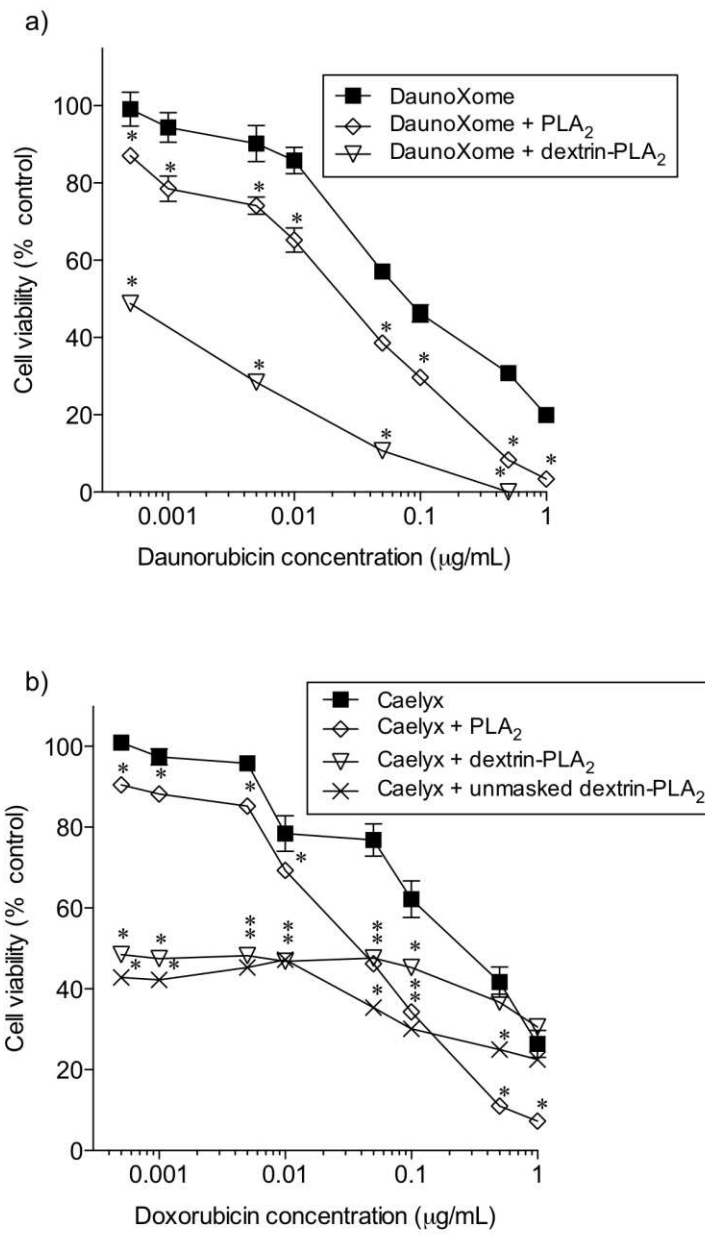 a)
DaunoXome
DaunoXome + PLA₂
DaunoXome + dextrin-PLA₂
Cell viability (% control)
100
80
60
40
20
0
* * * * * * * *
* * * *
0.001 0.01 0.1 1
Daunorubicin concentration (μg/mL)
b)
Caelyx
Caelyx + PLA₂
Caelyx + dextrin-PLA₂
Caelyx + unmasked dextrin-PLA₂
Cell viability (% control)
100
80
60
40
20
0
* * * * * * * * * * * * * * * * * * * *
0.001 0.01 0.1 1
Doxorubicin concentration (μg/mL)